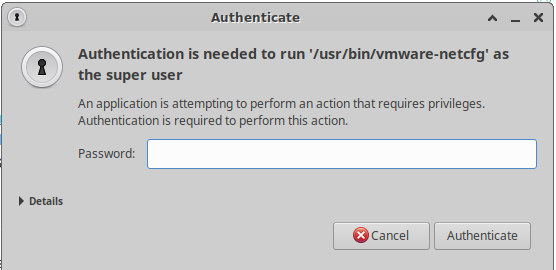 Authenticate
Authentication is needed to run '/usr/bin/vmware-netcfg' as
the super user
An application is attempting to perform an action that requires privileges.
Authentication is required to perform this action.
Password:
Details
Cancel
Authenticate